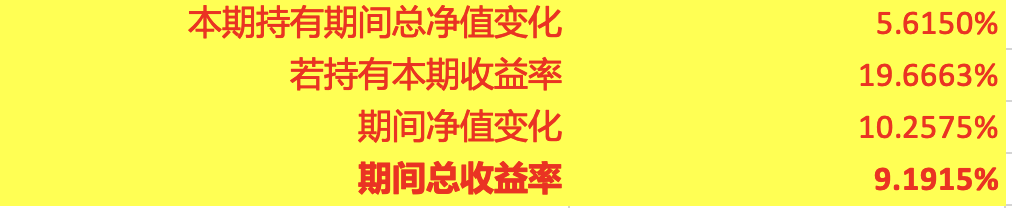 本期持有期间总净值变化 5.6150%
若持有本期收益率 19.6663%
期间净值变化 10.2575%
期间总收益率 9.1915%